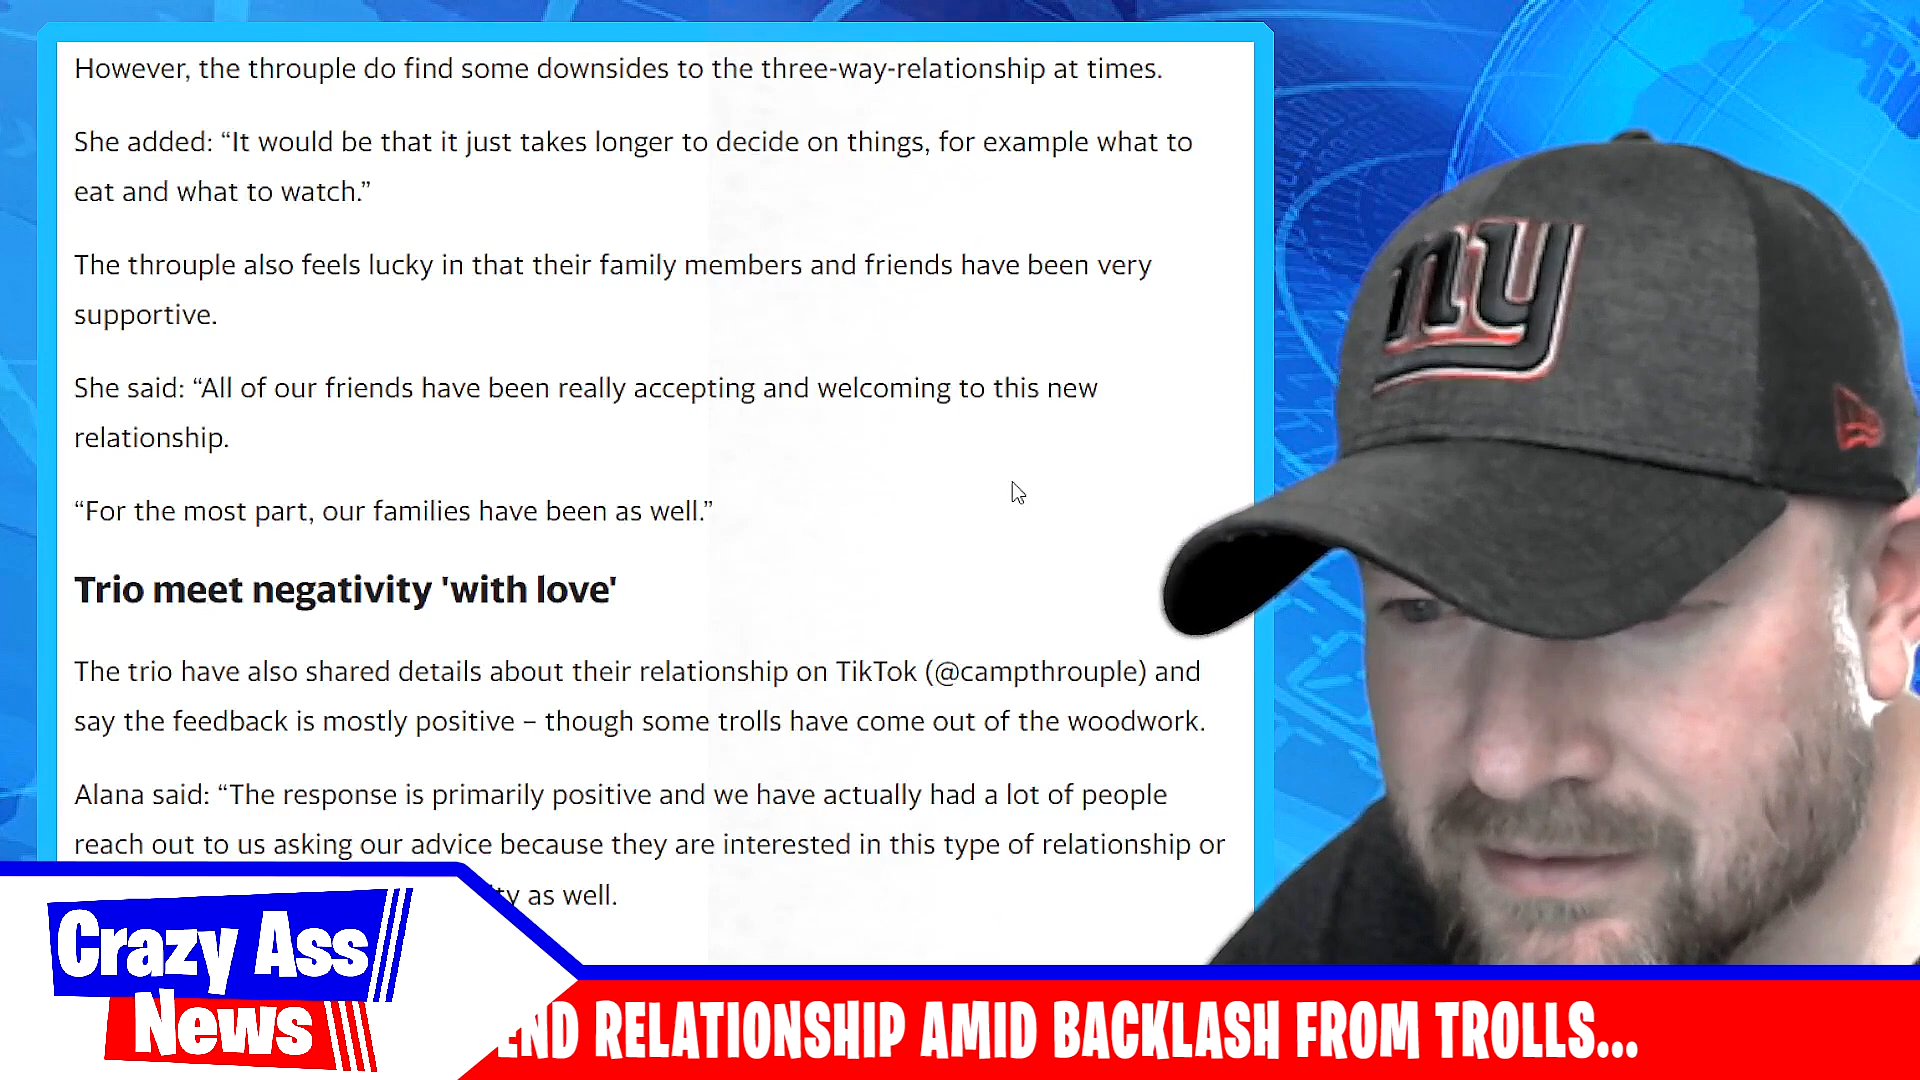 However, the throuple do find some downsides to the three-way-relationship at times.
She added: “It would be that it just takes longer to decide on things, for example what to
eat and what to watch.”
The throuple also feels lucky in that their family members and friends have been very
supportive.
She said: “All of our friends have been really accepting and welcoming to this new
relationship.
“For the most part, our families have been as well.”
Trio meet negativity 'with love'
The trio have also shared details about their relationship on TikTok (@campthrouple) and
say the feedback is mostly positive – though some trolls have come out of the woodwork.
Alana said: “The response is primarily positive and we have actually had a lot of people
reach out to us asking our advice because they are interested in this type of relationship or
as well.
ny
Crazy Ass
News
END RELATIONSHIP AMID BACKLASH FROM TROLLS...